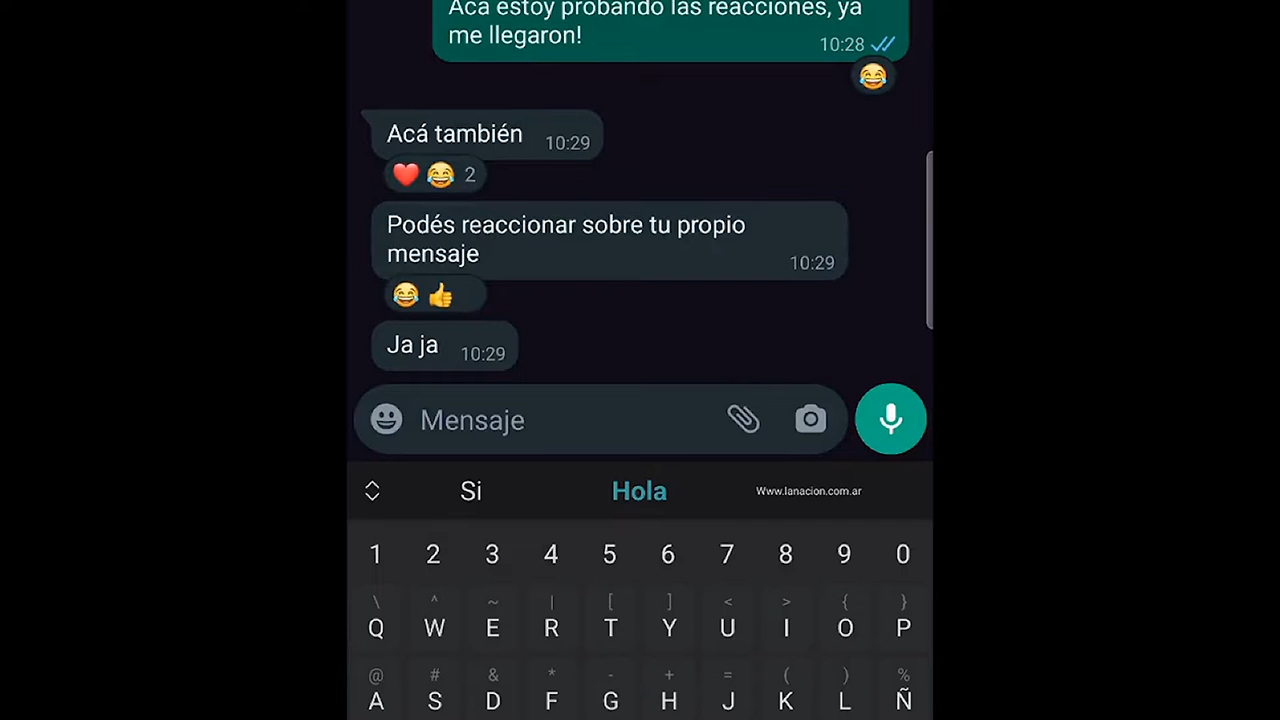 Acá estoy probando las reacciones, ya
me llegaron!
10:28
Acá también
10:29
2
Podés reaccionar sobre tu propio
mensaje
10:29
Ja ja
10:29
Mensaje
Si Hola Www.lanacion.com.ar
1 2 3 4 5 6 7 8 9 0
\ ^ ~ | [ ] < > { }
Q W E R T Y U I O P
@ # & * - + = ( ) %
A S D F G H J K L Ñ